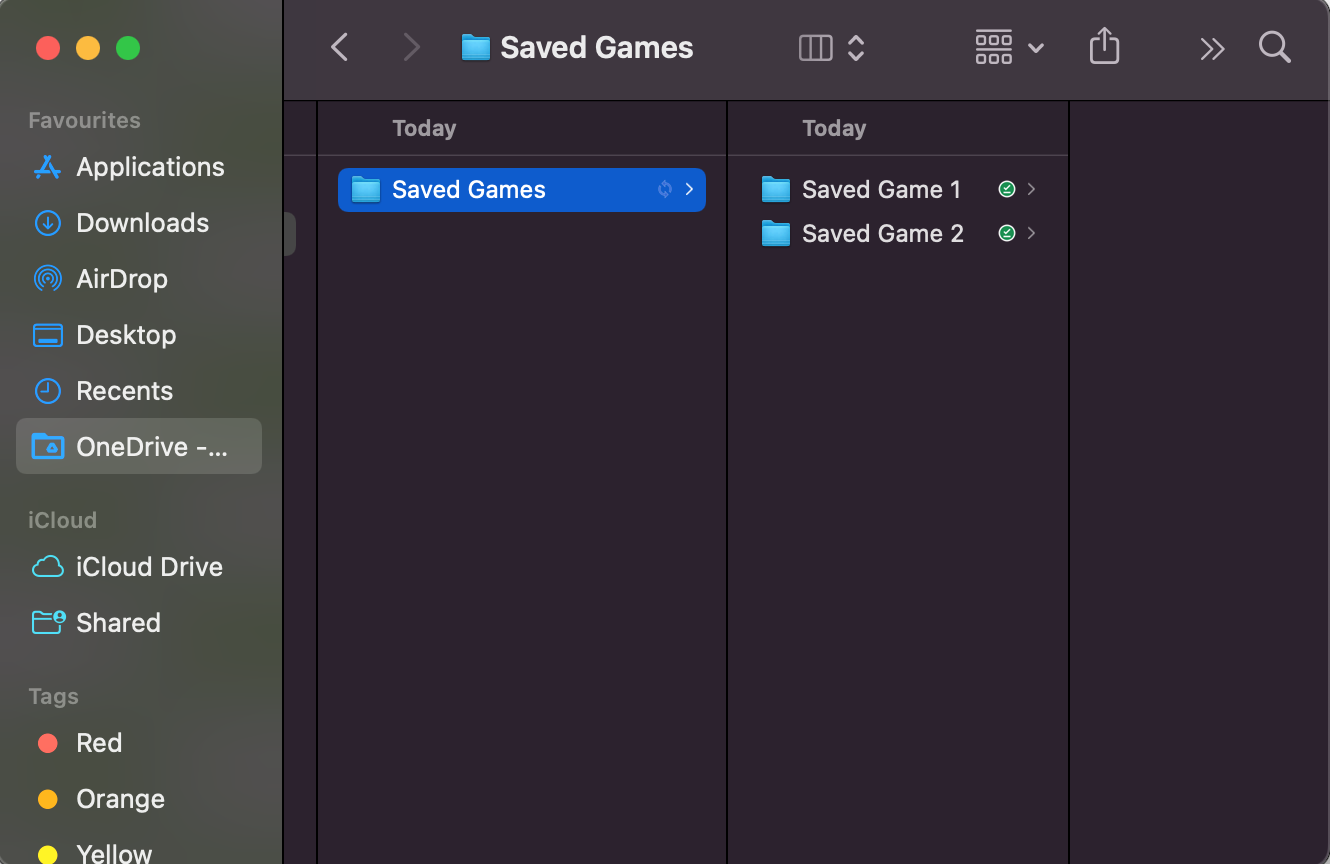 Saved Games
Favourites
Applications
Downloads
AirDrop
Desktop
Recents
OneDrive -...
iCloud
iCloud Drive
Shared
Tags
Red
Orange
Yellow
Today
Saved Games
Today
Saved Game 1
Saved Game 2